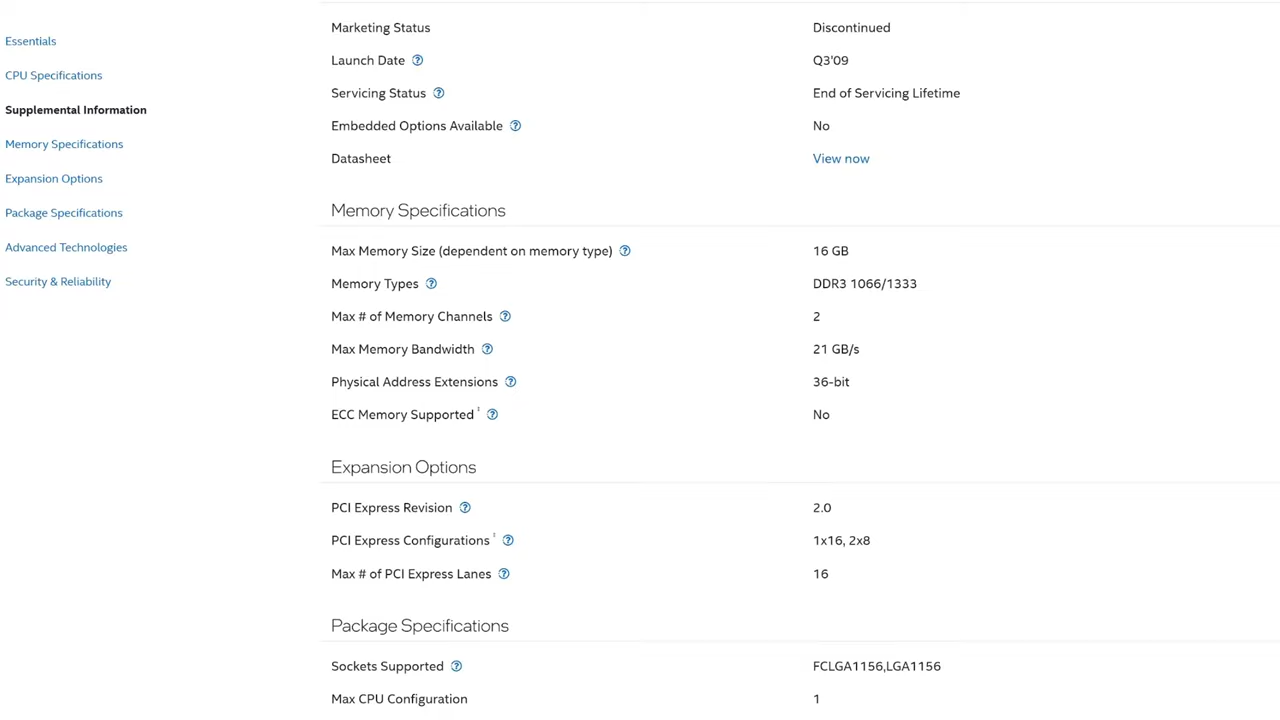 Essentials
CPU Specifications
Supplemental Information
Memory Specifications
Expansion Options
Package Specifications
Advanced Technologies
Security & Reliability
Marketing Status Discontinued
Launch Date ? Q3'09
Servicing Status ? End of Servicing Lifetime
Embedded Options Available ? No
Datasheet View now
Memory Specifications
Max Memory Size (dependent on memory type) ? 16 GB
Memory Types ? DDR3 1066/1333
Max # of Memory Channels ? 2
Max Memory Bandwidth ? 21 GB/s
Physical Address Extensions ? 36-bit
ECC Memory Supported ‡ ? No
Expansion Options
PCI Express Revision ? 2.0
PCI Express Configurations ‡ ? 1x16, 2x8
Max # of PCI Express Lanes ? 16
Package Specifications
Sockets Supported ? FCLGA1156,LGA1156
Max CPU Configuration 1